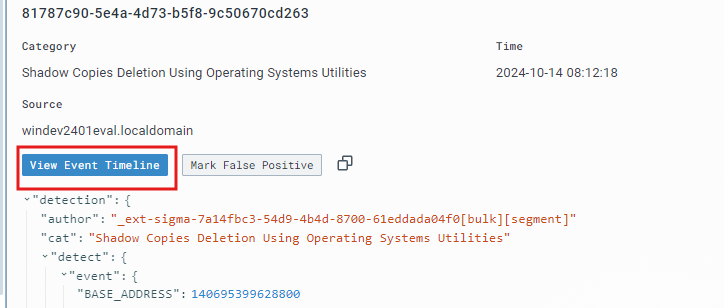 81787c90-5e4a-4d73-b5f8-9c50670cd263
Category Time
Shadow Copies Deletion Using Operating Systems Utilities 2024-10-14 08:12:18
Source
windev2401eval.localdomain
View Event Timeline Mark False Positive
"detection": {
"author": "_ext-sigma-7a14fbc3-54d9-4b4d-8700-61eddada04f0[bulk][segment]"
"cat": "Shadow Copies Deletion Using Operating Systems Utilities"
"detect": {
"event": {
"BASE_ADDRESS": 140695399628800